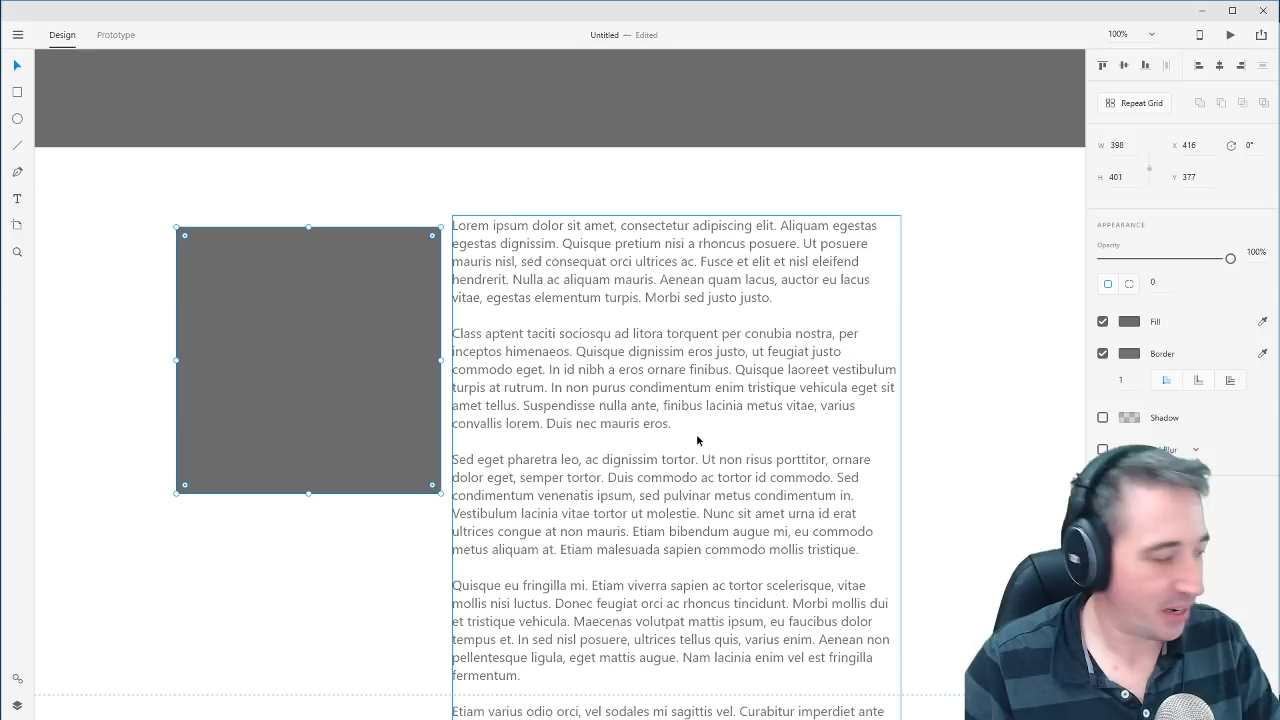 Design
Prototype
Untitled — Edited
100%
Repeat Grid
W 398
X 416
0°
H 401
Y 377
APPEARANCE
Opacity
100%
0
Fill
Border
1
Shadow
Blur
Lorem ipsum dolor sit amet, consectetur adipiscing elit. Aliquam egestas
egestas dignissim. Quisque pretium nisi a rhoncus posuere. Ut posuere
mauris nisl, sed consequat orci ultrices ac. Fusce et elit et nisl eleifend
hendrerit. Nulla ac aliquam mauris. Aenean quam lacus, auctor eu lacus
vitae, egestas elementum turpis. Morbi sed justo justo.
Class aptent taciti sociosqu ad litora torquent per conubia nostra, per
inceptos himenaeos. Quisque dignissim eros justo, ut feugiat justo
commodo eget. In id nibh a eros ornare finibus. Quisque laoreet vestibulum
turpis at rutrum. In non purus condimentum enim tristique vehicula eget sit
amet tellus. Suspendisse nulla ante, finibus lacinia metus vitae, varius
convallis lorem. Duis nec mauris eros.
Sed eget pharetra leo, ac dignissim tortor. Ut non risus porttitor, ornare
dolor eget, semper tortor. Duis commodo ac tortor id commodo. Sed
condimentum venenatis ipsum, sed pulvinar metus condimentum in.
Vestibulum lacinia vitae tortor ut molestie. Nunc sit amet urna id erat
ultrices congue at non mauris. Etiam bibendum augue mi, eu commodo
metus aliquam at. Etiam malesuada sapien commodo mollis tristique.
Quisque eu fringilla mi. Etiam viverra sapien ac tortor scelerisque, vitae
mollis nisi luctus. Donec feugiat orci ac rhoncus tincidunt. Morbi mollis dui
et tristique vehicula. Maecenas volutpat mattis ipsum, eu faucibus dolor
tempus et. In sed nisl posuere, ultrices tellus quis, varius enim. Aenean non
pellentesque ligula, eget mattis augue. Nam lacinia enim vel est fringilla
fermentum.
Etiam varius odio orci, vel sodales mi sagittis vel. Curabitur imperdiet ante